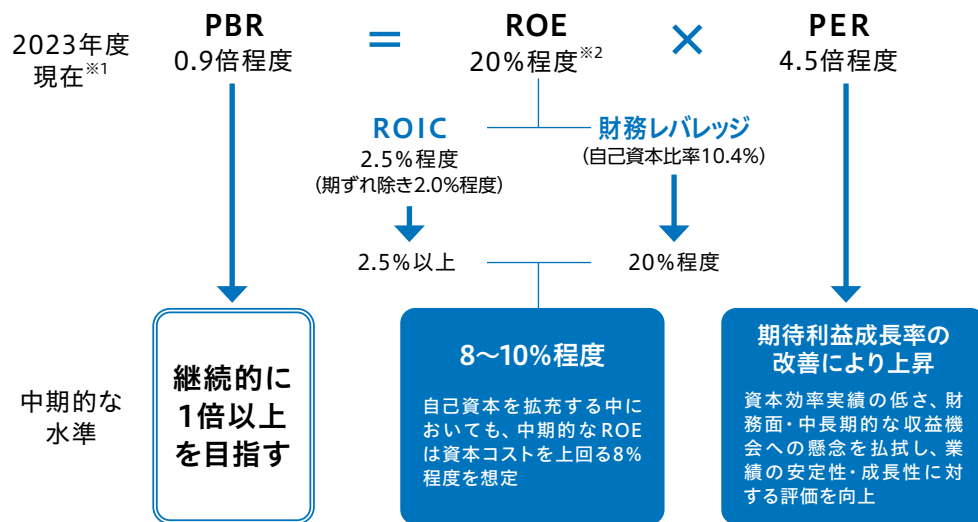 2023年度
現在※1
PBR
0.9倍程度
=
ROE
20%程度※2
×
PER
4.5倍程度
ROIC
2.5%程度
(期ずれ除き2.0%程度)
財務レバレッジ
(自己資本比率10.4%)
2.5%以上
20%程度
中期的な
水準
継続的に
1倍以上
を目指す
8〜10%程度
自己資本を拡充する中に
おいても、中期的なROE
は資本コストを上回る8%
程度を想定
期待利益成長率の
改善により上昇
資本効率実績の低さ、財
務面・中長期的な収益機
会への懸念を払拭し、業
績の安定性・成長性に対
する評価を向上